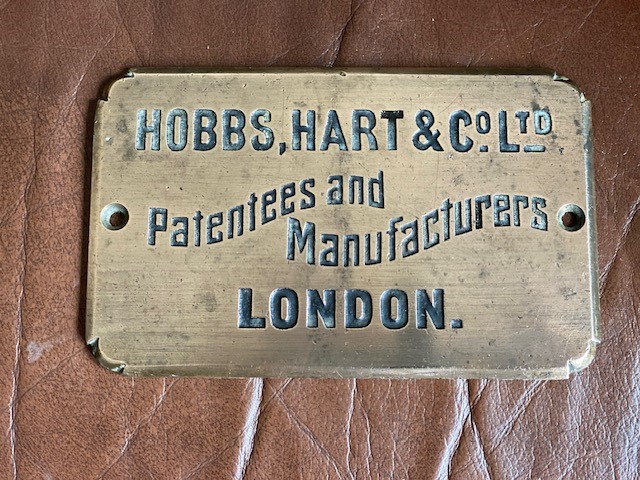 HOBBS, HART & Co. LTD
Patentees and
Manufacturers
LONDON.